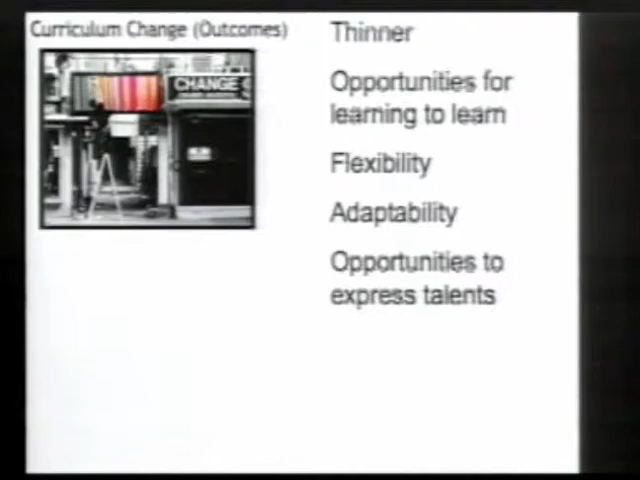 Curriculum Change (Outcomes)
CHANGE
Thinner
Opportunities for
learning to learn
Flexibility
Adaptability
Opportunities to
express talents